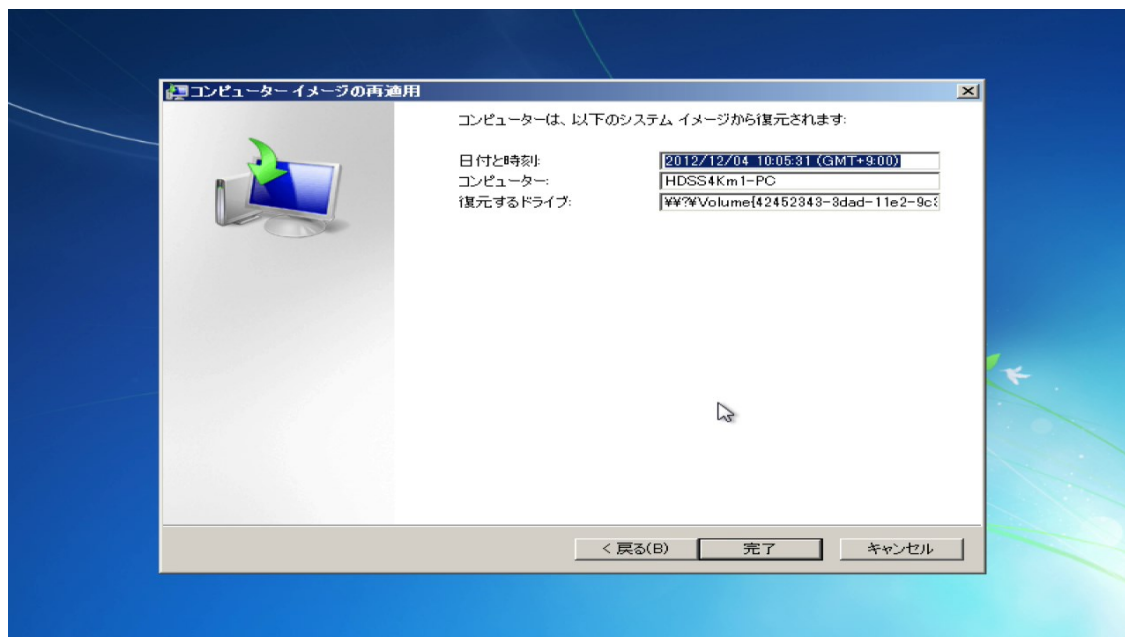 コンピューター イメージの再適用
コンピューターは、以下のシステム イメージから復元されます:
日付と時刻: 2012/12/04 10:05:31 (GMT+9:00)
コンピューター: HDSS4Km1-PC
復元するドライブ: ¥¥?¥Volume{42452343-3dad-11e2-9c3
< 戻る(B) 完了 キャンセル